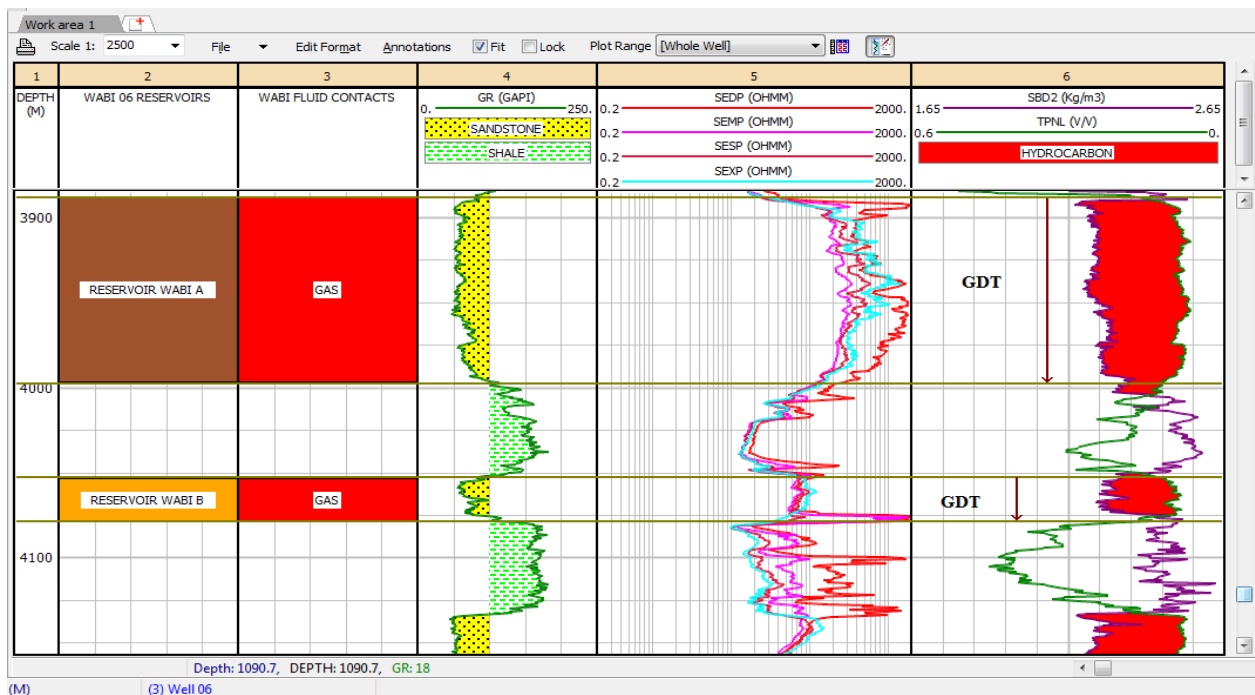 Work area 1
Scale 1: 2500 File Edit Format Annotations Fit Lock Plot Range [Whole Well]
1 2 3 4 5 6
DEPTH (M)
WABI 06 RESERVOIRS
WABI FLUID CONTACTS
GR (GAPI)
0. 250.
SANDSTONE
SHALE
SEDP (OHMM)
0.2 2000.
SEMP (OHMM)
0.2 2000.
SESP (OHMM)
0.2 2000.
SEXP (OHMM)
0.2 2000.
SBD2 (Kg/m3)
1.65 2.65
TPNL (V/V)
0.6 0.
HYDROCARBON
3900
RESERVOIR WABI A GAS GDT
4000
RESERVOIR WABI B GAS GDT
4100
Depth: 1090.7, DEPTH: 1090.7, GR: 18
(M) (3) Well 06